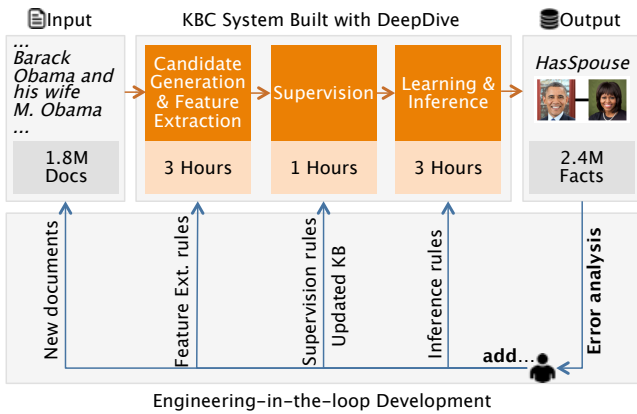 Input
KBC System Built with DeepDive
Output
...
Barack
Obama and
his wife
M. Obama
...
1.8M
Docs
Candidate
Generation
& Feature
Extraction
3 Hours
Supervision
1 Hours
Learning &
Inference
3 Hours
HasSpouse
2.4M
Facts
New documents
Feature Ext. rules
Supervision rules
Updated KB
Inference rules
add...
Error analysis
Engineering-in-the-loop Development